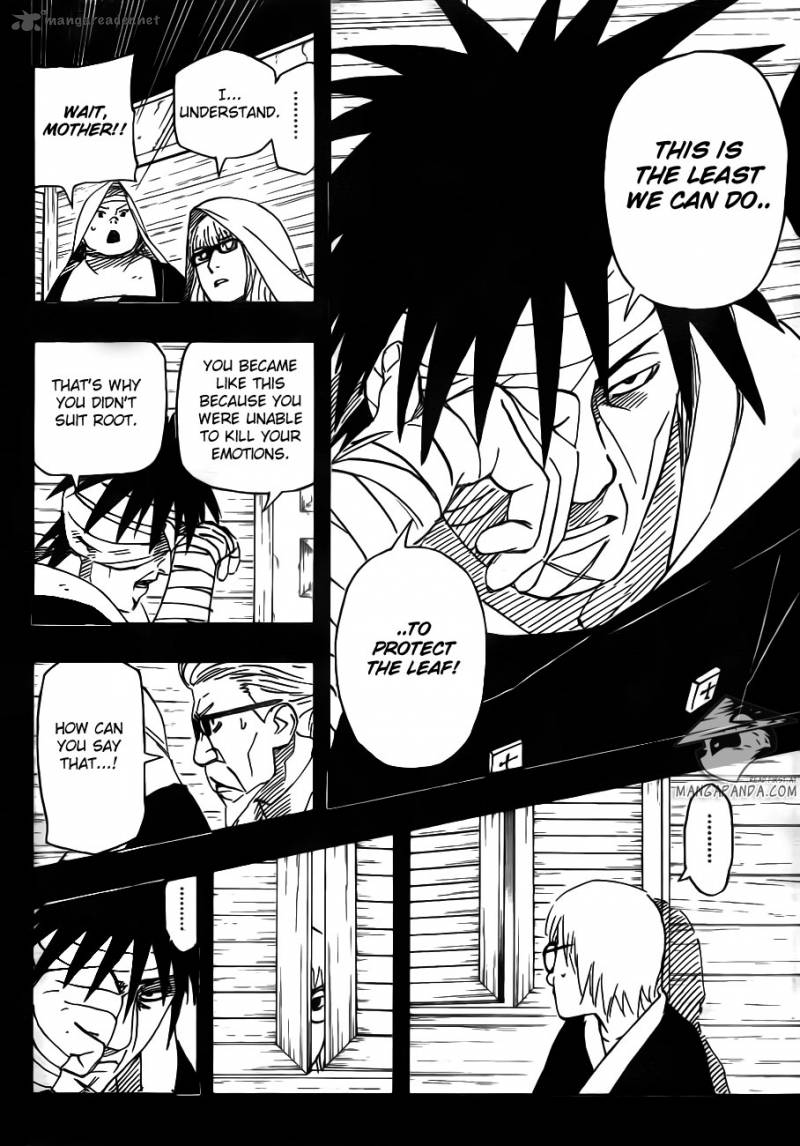 mangareader.net
THIS IS
THE LEAST
WE CAN DO..
..TO
PROTECT
THE LEAF!
.........
I...
UNDERSTAND.
WAIT,
MOTHER!!
YOU BECAME
LIKE THIS
BECAUSE YOU
WERE UNABLE
TO KILL YOUR
EMOTIONS.
THAT'S WHY
YOU DIDN'T
SUIT ROOT.
HOW CAN
YOU SAY
THAT...!
.........
.........
MANGAPANDA.COM